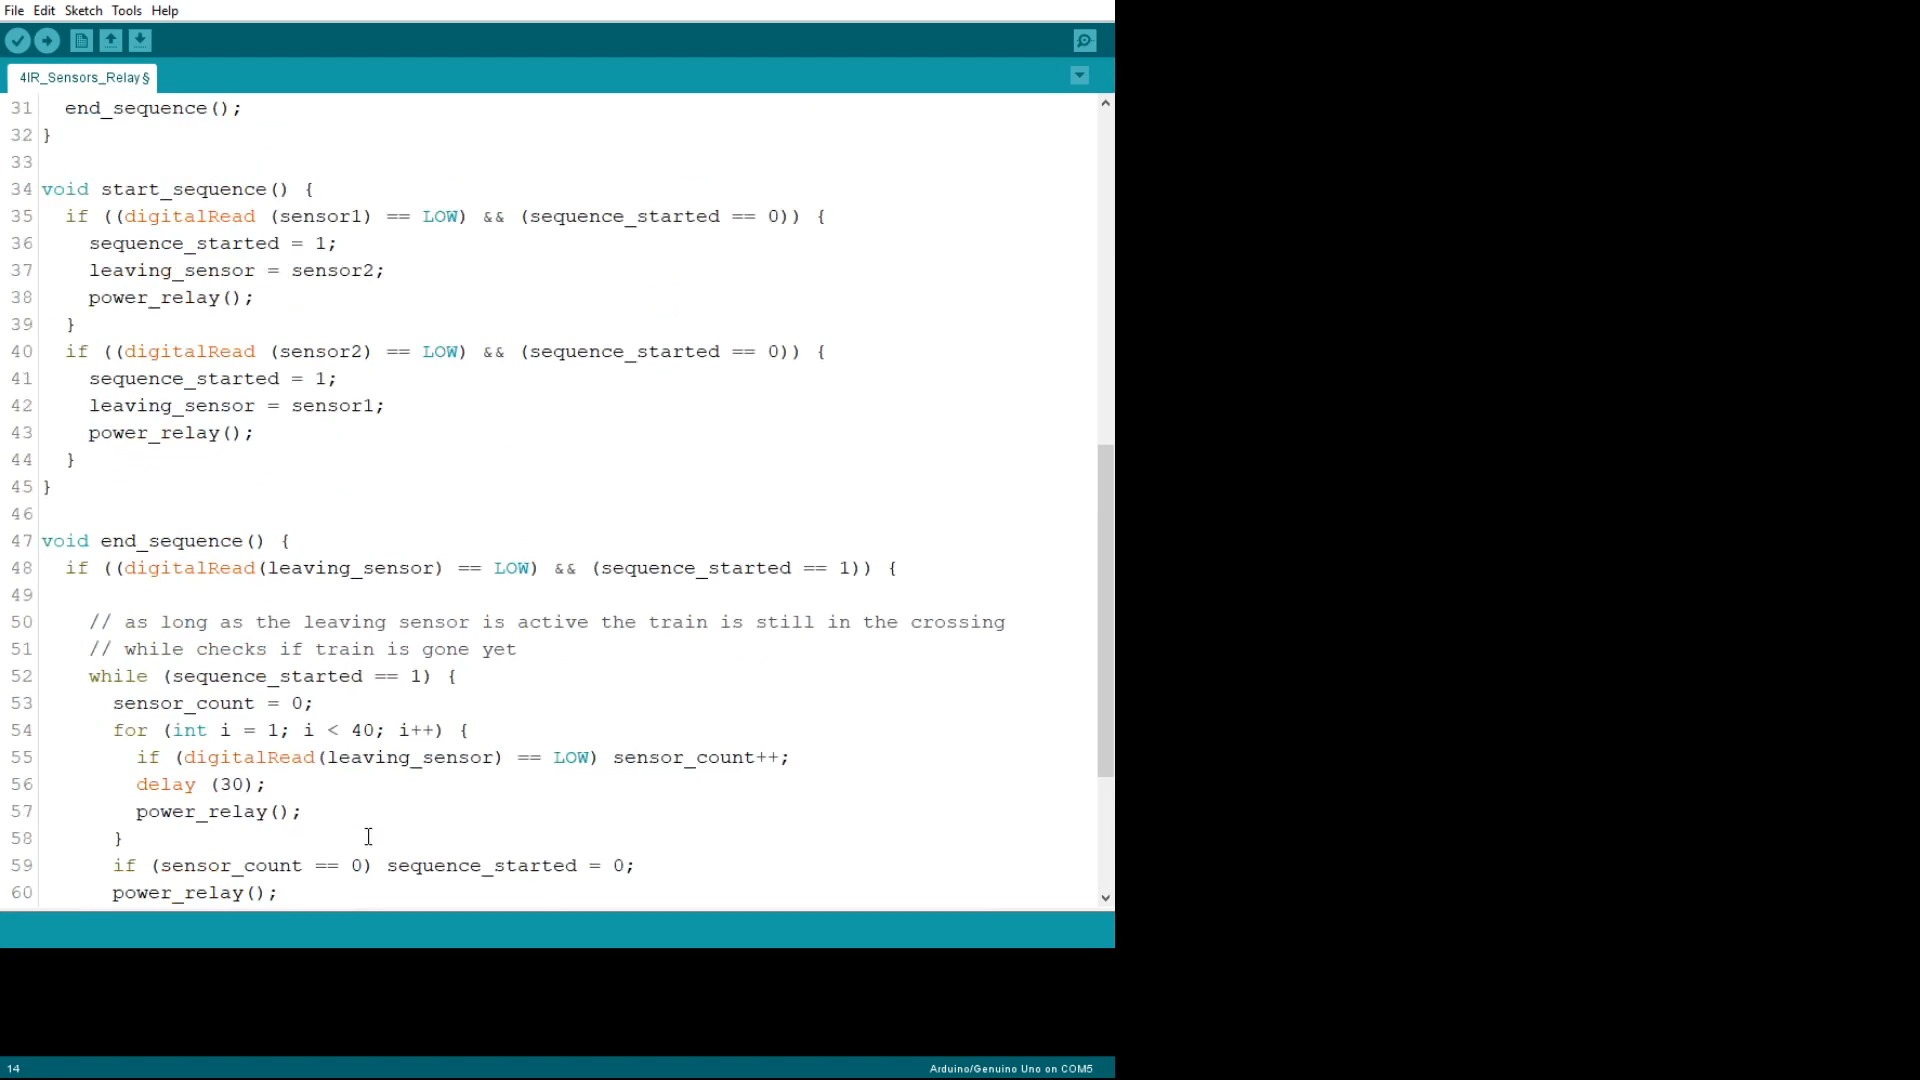 File Edit Sketch Tools Help
4IR_Sensors_Relay§
31 end_sequence();
32 }
33
34 void start_sequence() {
35 if ((digitalRead (sensor1) == LOW) && (sequence_started == 0)) {
36 sequence_started = 1;
37 leaving_sensor = sensor2;
38 power_relay();
39 }
40 if ((digitalRead (sensor2) == LOW) && (sequence_started == 0)) {
41 sequence_started = 1;
42 leaving_sensor = sensor1;
43 power_relay();
44 }
45 }
46
47 void end_sequence() {
48 if ((digitalRead(leaving_sensor) == LOW) && (sequence_started == 1)) {
49
50 // as long as the leaving sensor is active the train is still in the crossing
51 // while checks if train is gone yet
52 while (sequence_started == 1) {
53 sensor_count = 0;
54 for (int i = 1; i < 40; i++) {
55 if (digitalRead(leaving_sensor) == LOW) sensor_count++;
56 delay (30);
57 power_relay();
58 }
59 if (sensor_count == 0) sequence_started = 0;
60 power_relay();
14 Arduino/Genuino Uno on COM5